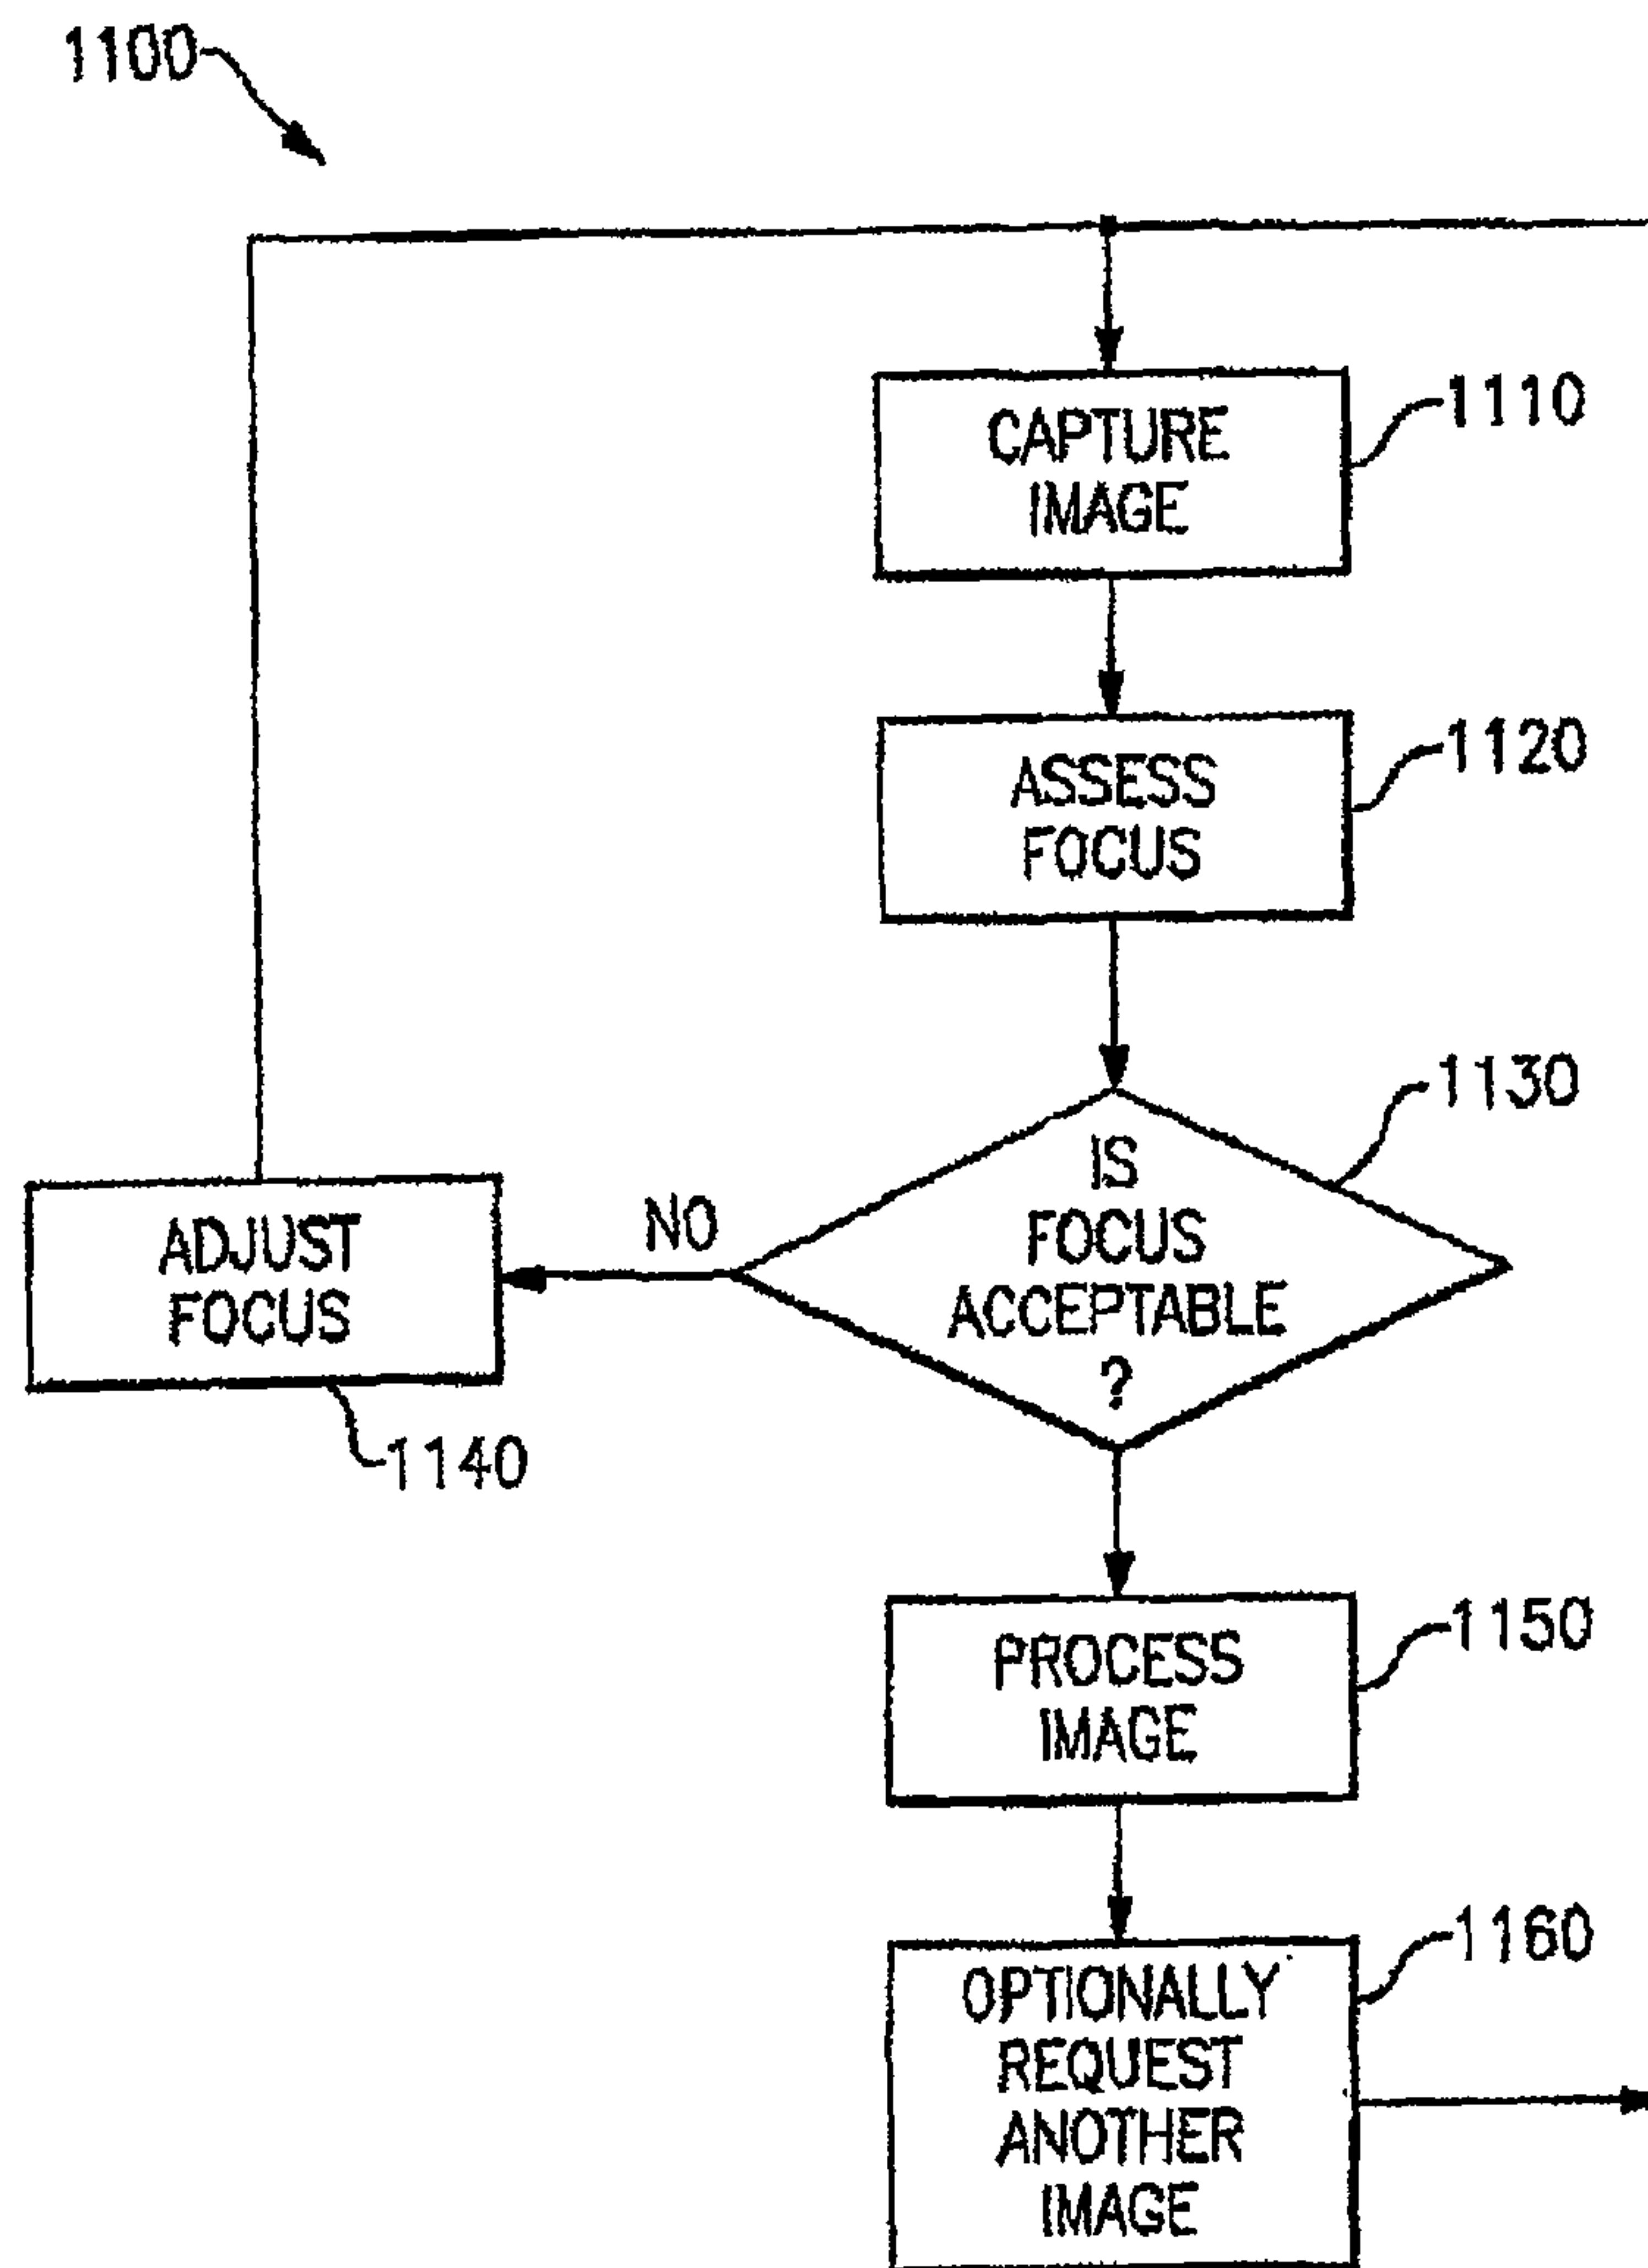 1100
CAPTURE
IMAGE
1110
ASSESS
FOCUS
1120
IS
FOCUS
ACCEPTABLE
?
1130
NO
ADJUST
FOCUS
1140
PROCESS
IMAGE
1150
OPTIONALLY
REQUEST
ANOTHER
IMAGE
1160